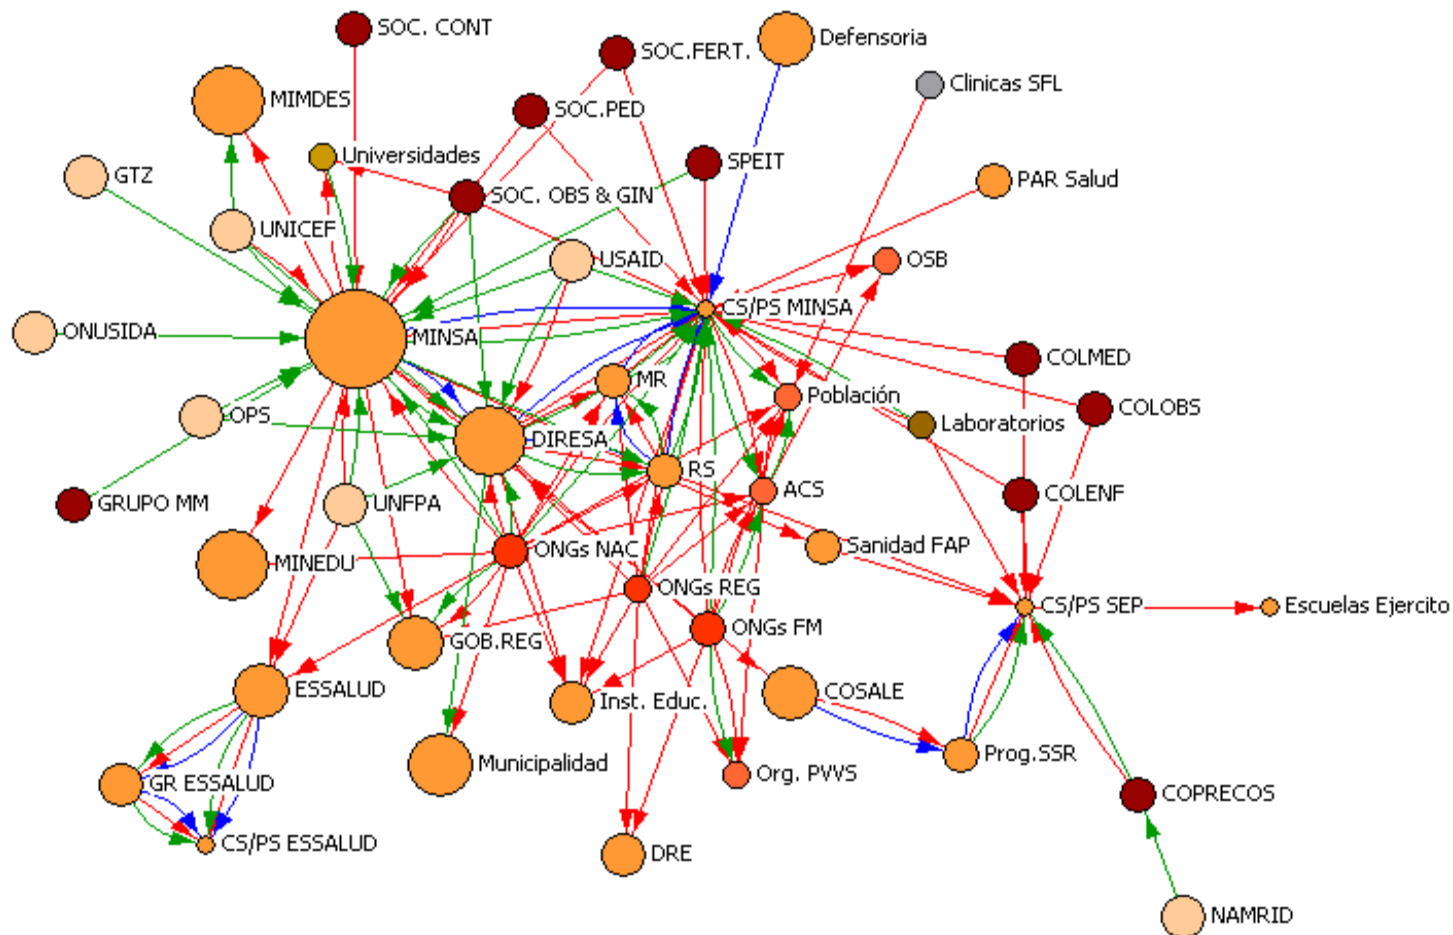 SOC. CONT
SOC.FERT.
Defensoria
MIMDES
SOC.PED
Clinicas SFL
Universidades
SPEIT
GTZ
SOC. OBS & GIN
PAR Salud
UNICEF
USAID
OSB
CS/PS MINSA
ONUSIDA
MINSA
COLMED
MR
Población
COLOBS
OPS
Laboratorios
DIRESA
RS
ACS
COLENF
GRUPO MM
UNFPA
Sanidad FAP
ONGs NAC
MINEDU
ONGs REG
CS/PS SEP
Escuelas Ejercito
ONGs FM
GOB.REG
ESSALUD
Inst. Educ.
COSALE
Prog.SSR
Municipalidad
Org. PVVS
GR ESSALUD
COPRECOS
CS/PS ESSALUD
DRE
NAMRID